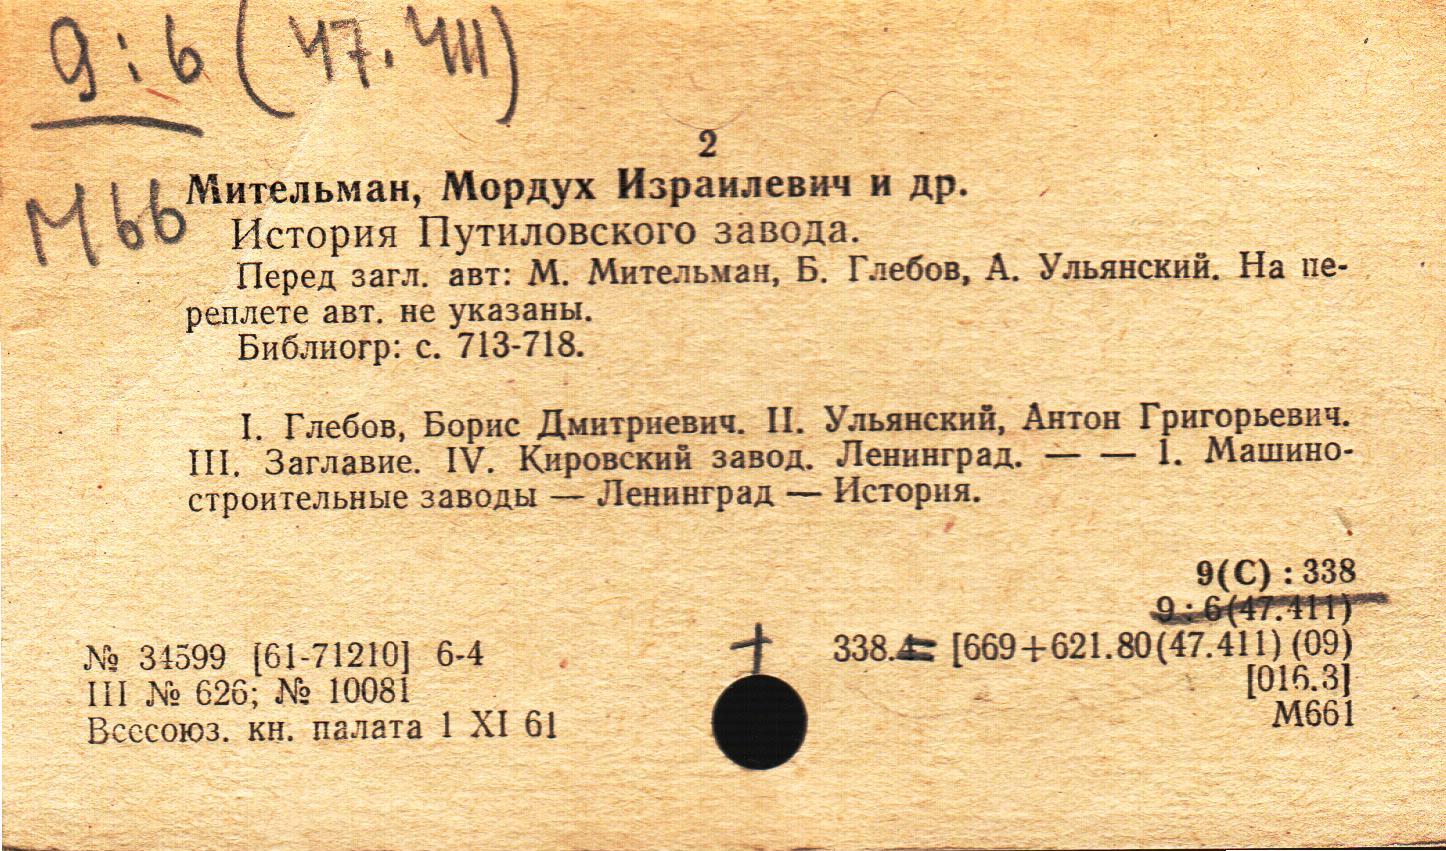 9:6(47.411)
2
М66
Мительман, Мордух Израилевич и др.
История Путиловского завода.
Перед загл. авт: М. Мительман, Б. Глебов, А. Ульянский. На пе-
реплете авт. не указаны.
Библиогр: с. 713-718.
I. Глебов, Борис Дмитриевич. II. Ульянский, Антон Григорьевич.
III. Заглавие. IV. Кировский завод. Ленинград. — — 1. Машино-
строительные заводы — Ленинград — История.
9(С) : 338
9 : 6(47.411)
338.4= [669+621.80(47.411) (09)
[016.3]
М661
№ 34599 [61-71210] 6-4
III № 626; № 10081
Всесоюз. кн. палата 1 XI 61